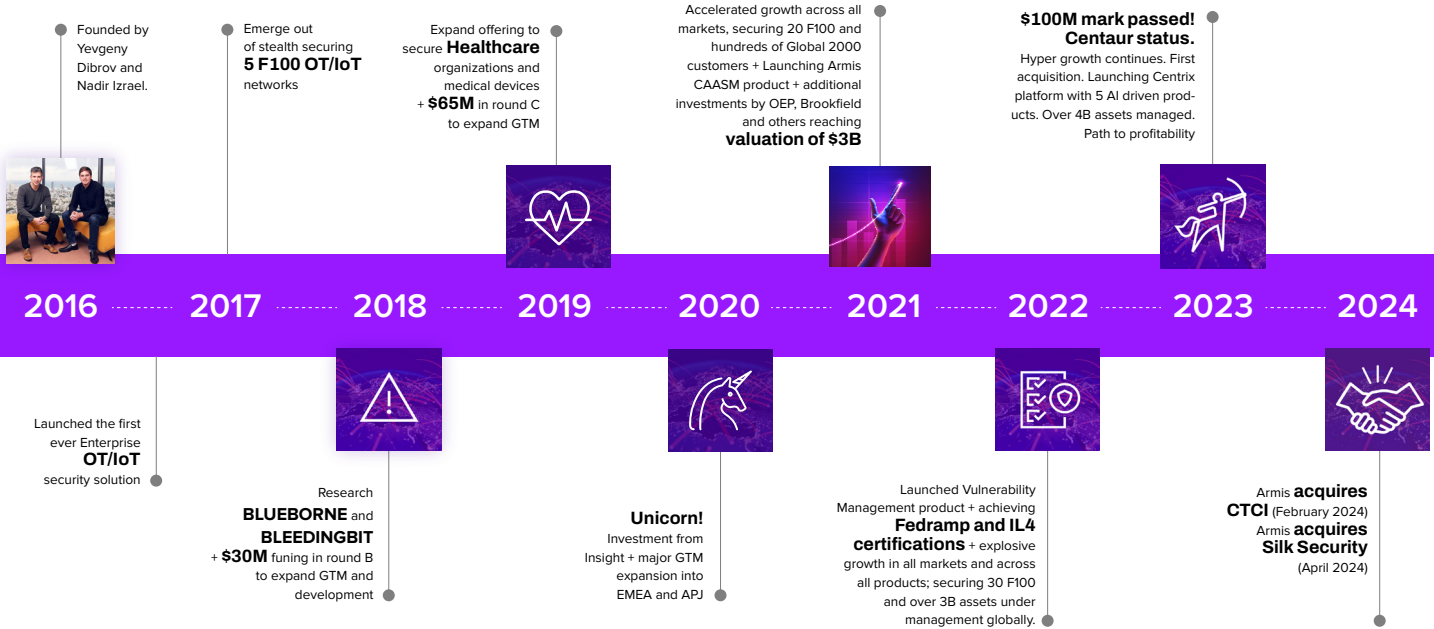 Founded by
Yevgeny
Dibrov and
Nadir Izrael.
Emerge out
of stealth securing
5 F100 OT/IoT
networks
Expand offering to
secure Healthcare
organizations and
medical devices
+ $65M in round C
to expand GTM
Accelerated growth across all
markets, securing 20 F100 and
hundreds of Global 2000
customers + Launching Armis
CAASM product + additional
investments by OEP, Brookfield
and others reaching
valuation of $3B
$100M mark passed!
Centaur status.
Hyper growth continues. First
acquisition. Launching Centrix
platform with 5 AI driven prod-
ucts. Over 4B assets managed.
Path to profitability
2016 2017 2018 2019 2020 2021 2022 2023 2024
Launched the first
ever Enterprise
OT/IoT
security solution
Research
BLUEBORNE and
BLEEDINGBIT
+ $30M funing in round B
to expand GTM and
development
Unicorn!
Investment from
Insight + major GTM
expansion into
EMEA and APJ
Launched Vulnerability
Management product + achieving
Fedramp and IL4
certifications + explosive
growth in all markets and across
all products; securing 30 F100
and over 3B assets under
management globally.
Armis acquires
CTCI (February 2024)
Armis acquires
Silk Security
(April 2024)